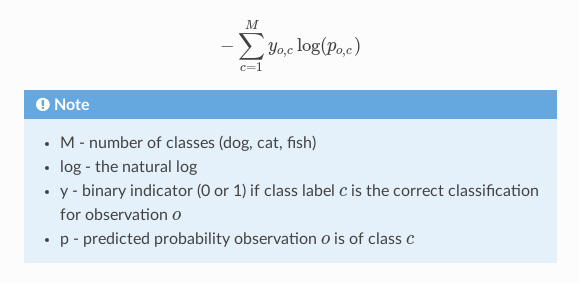 $-\sum_{c=1}^{M} y_{o,c} \log(p_{o,c})$
Note
• M - number of classes (dog, cat, fish)
• log - the natural log
• y - binary indicator (0 or 1) if class label c is the correct classification
for observation o
• p - predicted probability observation o is of class c